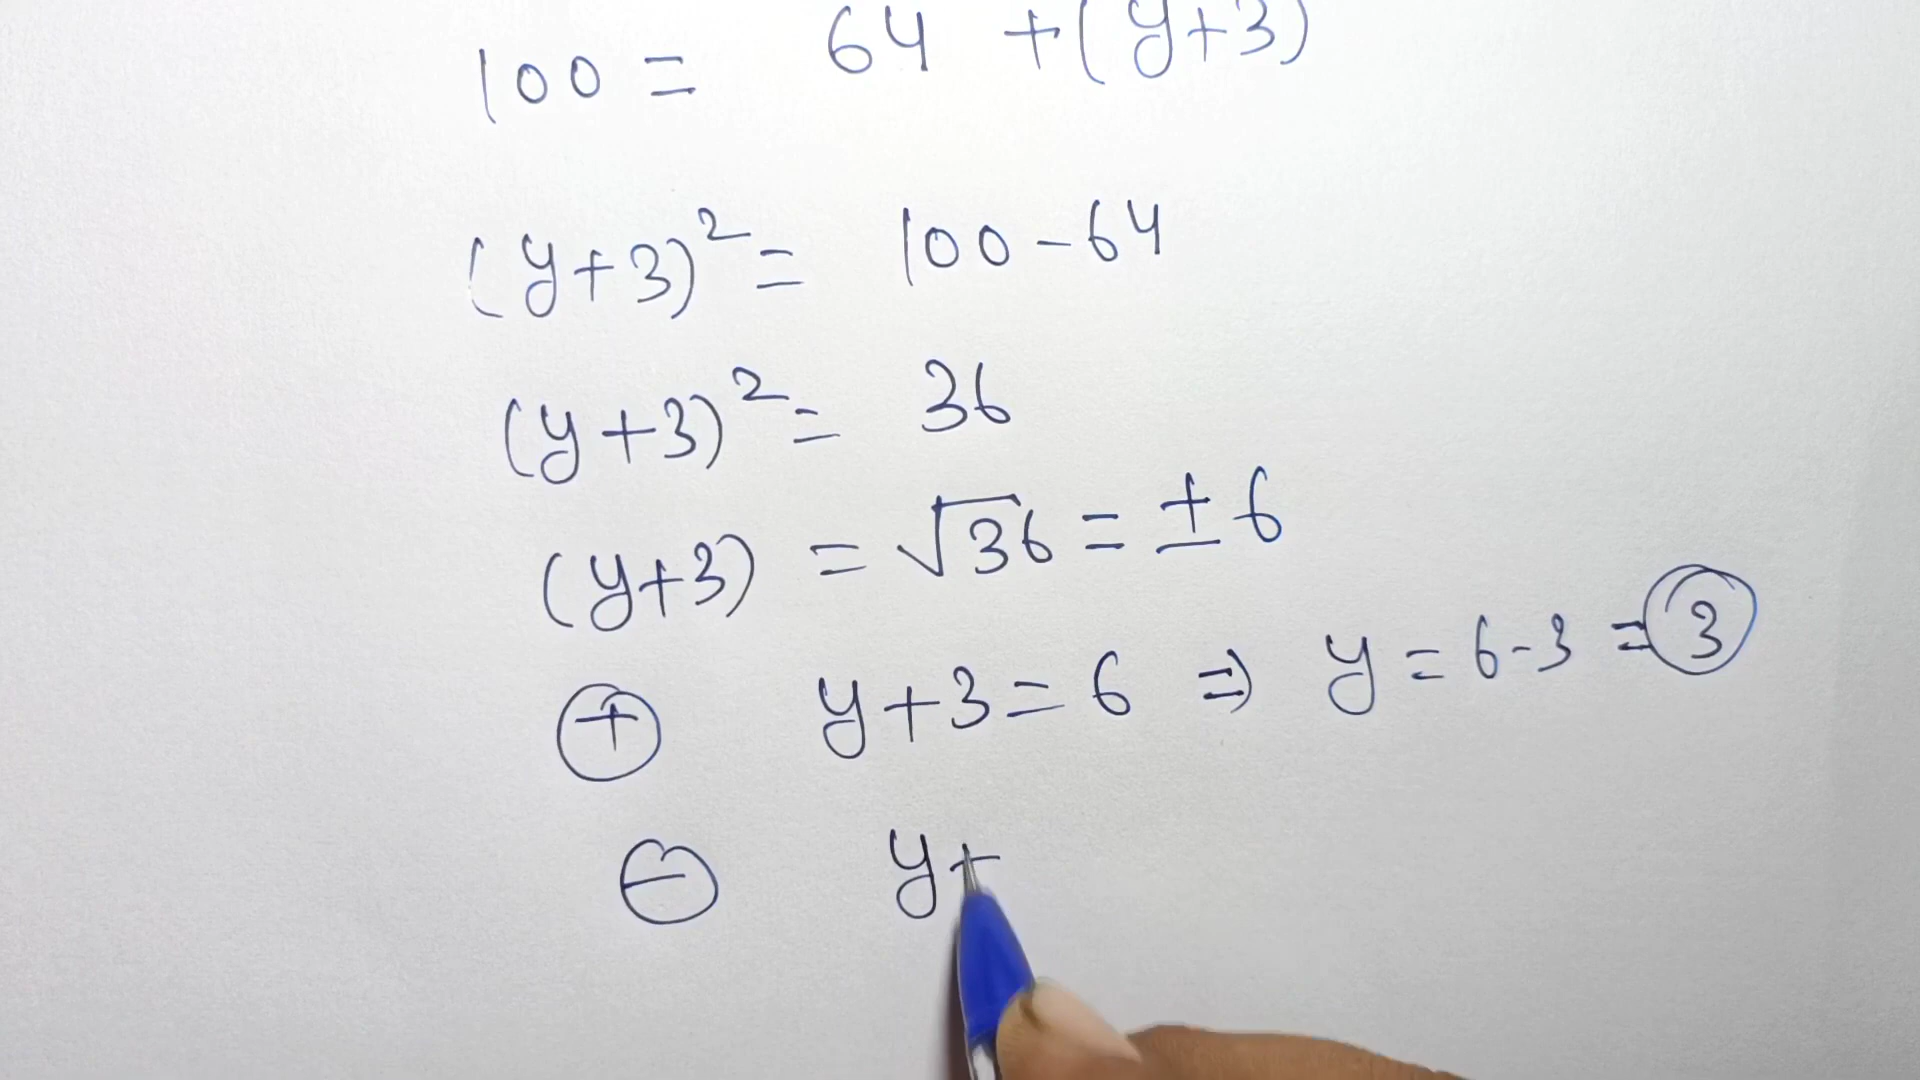 100 = 64 + (y+3)
(y+3)² = 100 - 64
(y+3)² = 36
(y+3) = √36 = ± 6
⊕ y+3 = 6 ⇒ y = 6-3 = 3
⊖ y+